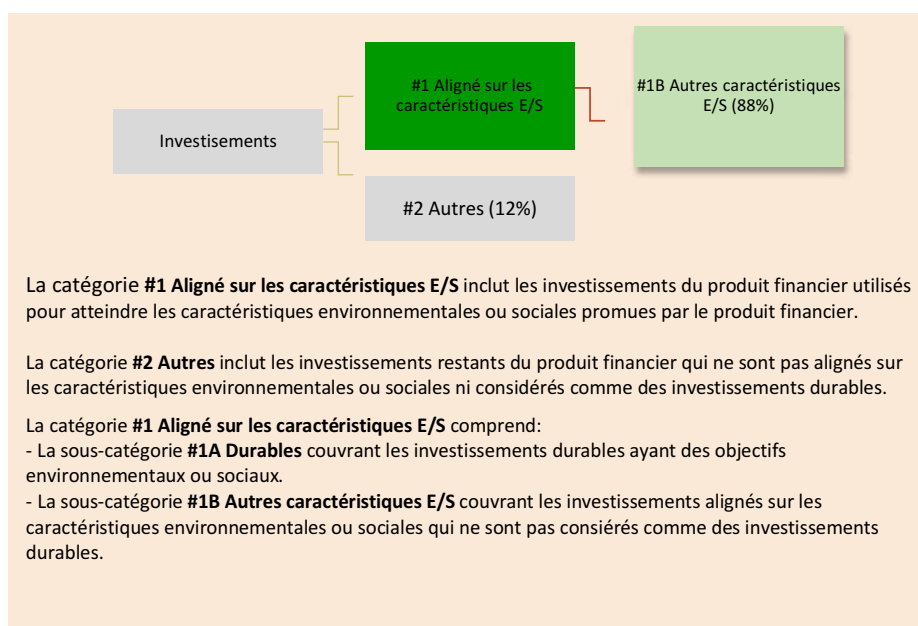 #1 Aligné sur les
caractéristiques E/S
#1B Autres caractéristiques
E/S (88%)
Investisements
#2 Autres (12%)
La catégorie #1 Aligné sur les caractéristiques E/S inclut les investissements du produit financier utilisés
pour atteindre les caractéristiques environnementales ou sociales promues par le produit financier.
La catégorie #2 Autres inclut les investissements restants du produit financier qui ne sont pas alignés sur
les caractéristiques environnementales ou sociales ni considérés comme des investissements durables.
La catégorie #1 Aligné sur les caractéristiques E/S comprend:
- La sous-catégorie #1A Durables couvrant les investissements durables ayant des objectifs
environnementaux ou sociaux.
- La sous-catégorie #1B Autres caractéristiques E/S couvrant les investissements alignés sur les
caractéristiques environnementales ou sociales qui ne sont pas consiérés comme des investissements
durables.